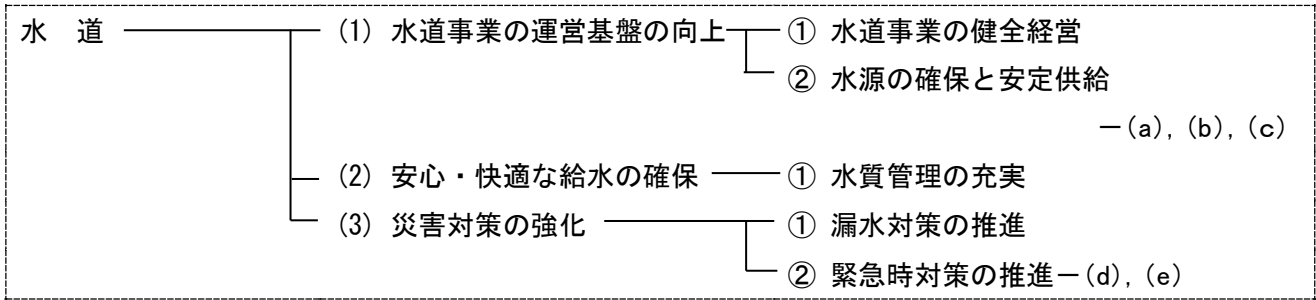 水　道　(1) 水道事業の運営基盤の向上　① 水道事業の健全経営
② 水源の確保と安定供給
－(a), (b), (c)
(2) 安心・快適な給水の確保　① 水質管理の充実
(3) 災害対策の強化　① 漏水対策の推進
② 緊急時対策の推進－(d), (e)